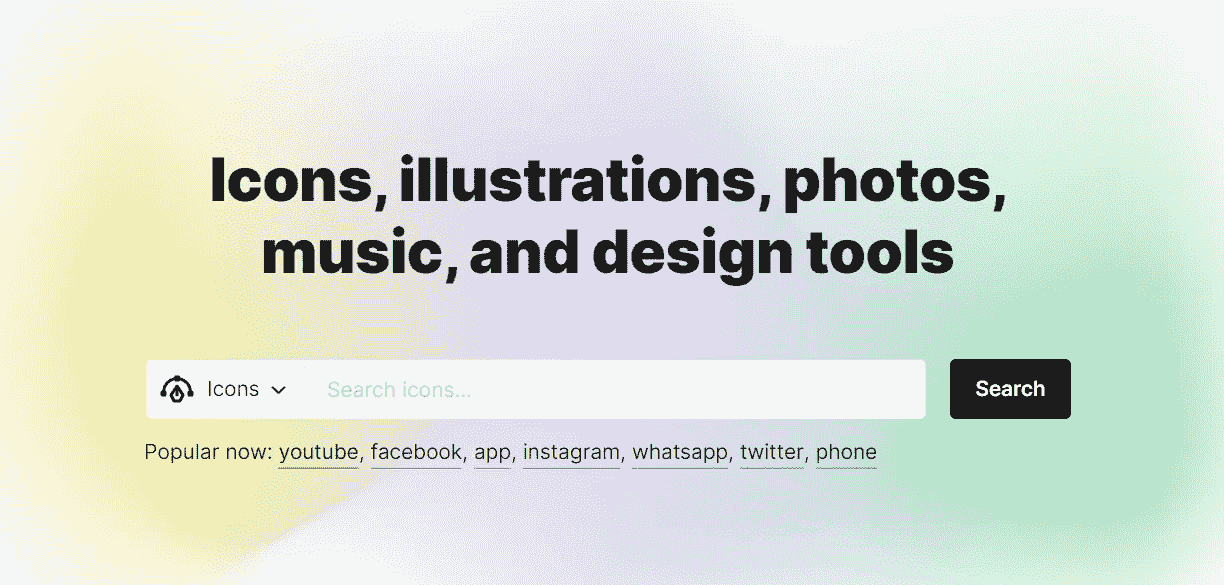 Icons, illustrations, photos,
music, and design tools
Icons Search icons... Search
Popular now: youtube, facebook, app, instagram, whatsapp, twitter, phone